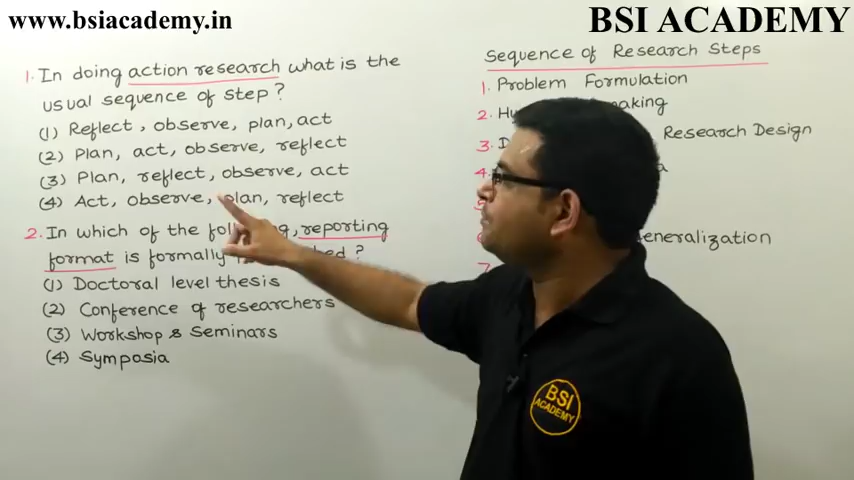 www.bsiacademy.in
BSI ACADEMY
1. In doing action research what is the
usual sequence of step?
(1) Reflect, observe, plan, act
(2) Plan, act, observe, reflect
(3) Plan, reflect, observe, act
(4) Act, observe, plan, reflect
2. In which of the following, reporting
format is formally
(1) Doctoral level thesis
(2) Conference of researchers
(3) Workshop & Seminars
(4) Symposia
Sequence of Research Steps
1. Problem Formulation
2.
3. Research Design
4.
7.
BSI
ACADEMY